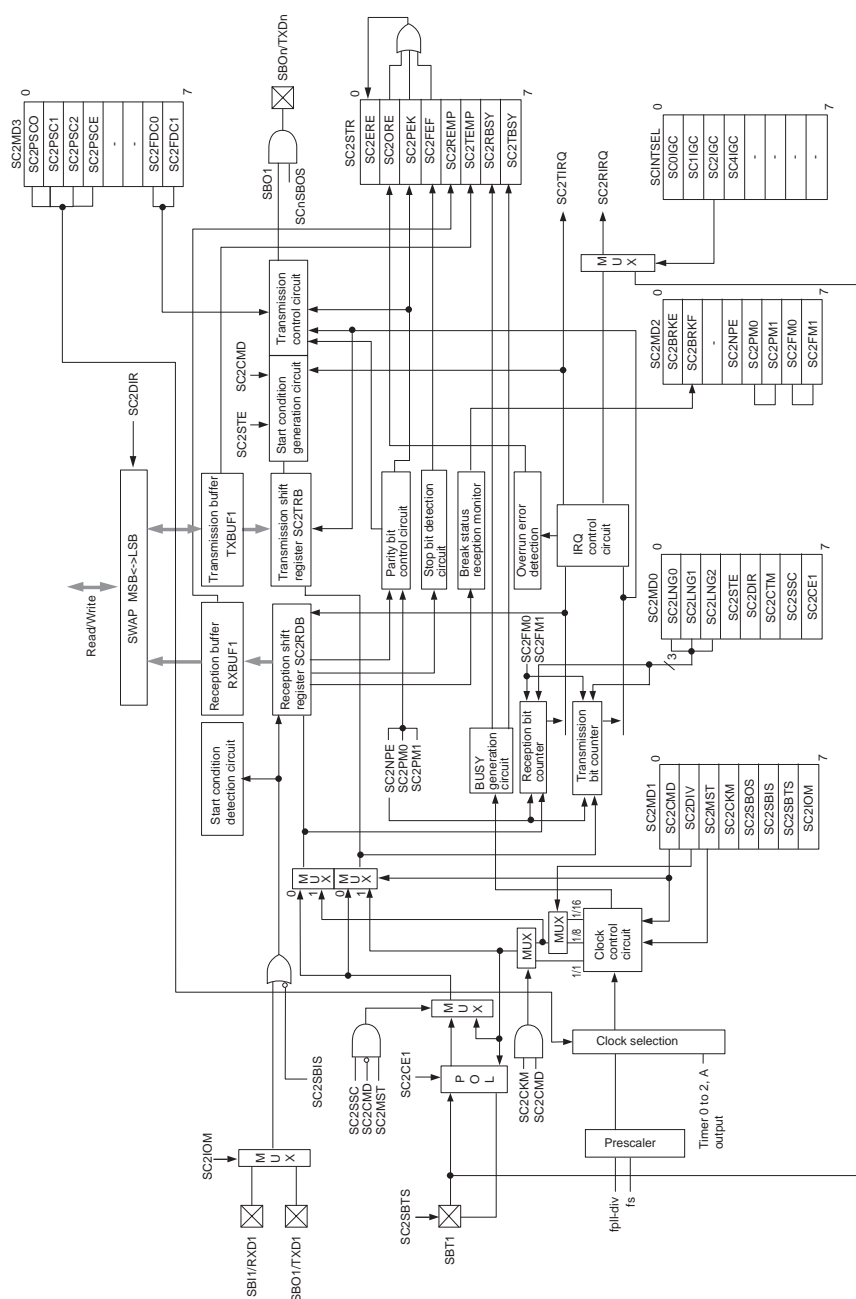 Read/Write
SWAP MSB<->LSB
SC2DIR
SC2MD3
0
SC2PSC0
SC2PSC1
SC2PSC2
SC2PSCE
-
-
SC2FDC0
SC2FDC1
7
Start condition
detection circuit
Reception buffer
RXBUF1
Transmission buffer
TXBUF1
Reception shift
register SC2RDB
Transmission shift
register SC2TRB
SC2STE
SC2CMD
Start condition
generation circuit
Transmission
control circuit
SBO1
SCnSBOS
SBOn/TXDn
SC2IOM
SBI1/RXD1
SBO1/TXD1
MUX
SC2SBIS
0
MUX
1
0
MUX
1
SC2NPE
SC2PM0
SC2PM1
Parity bit
control circuit
Stop bit detection
circuit
Break status
reception monitor
Overrun error
detection
SC2STR
0
SC2ERE
SC2ORE
SC2PEK
SC2FEF
SC2REMP
SC2TEMP
SC2RBSY
SC2TBSY
7
SC2SSC
SC2CMD
SC2MST
MUX
SC2CE1
POL
SC2SBTS
SBT1
BUSY
generation
circuit
SC2FM0
SC2FM1
Reception bit
counter
Transmission
bit counter
IRQ
control
circuit
SC2TIRQ
SC2RIRQ
MUX
SC2CKM
SC2CMD
MUX
MUX
1/1
1/8
1/16
Clock
control
circuit
Clock selection
Prescaler
fpll-div
fs
Timer 0 to 2, A
output
SC2MD1
0
SC2CMD
SC2DIV
SC2MST
SC2CKM
SC2SBOS
SC2SBIS
SC2SBTS
SC2IOM
7
3
SC2MD0
0
SC2LNG0
SC2LNG1
SC2LNG2
SC2STE
SC2DIR
SC2CTM
SC2SSC
SC2CE1
7
SC2MD2
0
SC2BRKE
SC2BRKF
-
SC2NPE
SC2PM0
SC2PM1
SC2FM0
SC2FM1
7
SCINTSEL
0
SC0IGC
SC1IGC
SC2IGC
SC4IGC
-
-
-
-
7